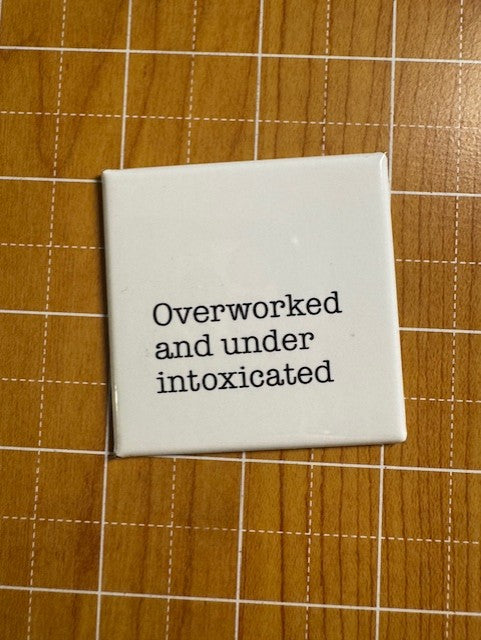 Overworked
and under
intoxicated